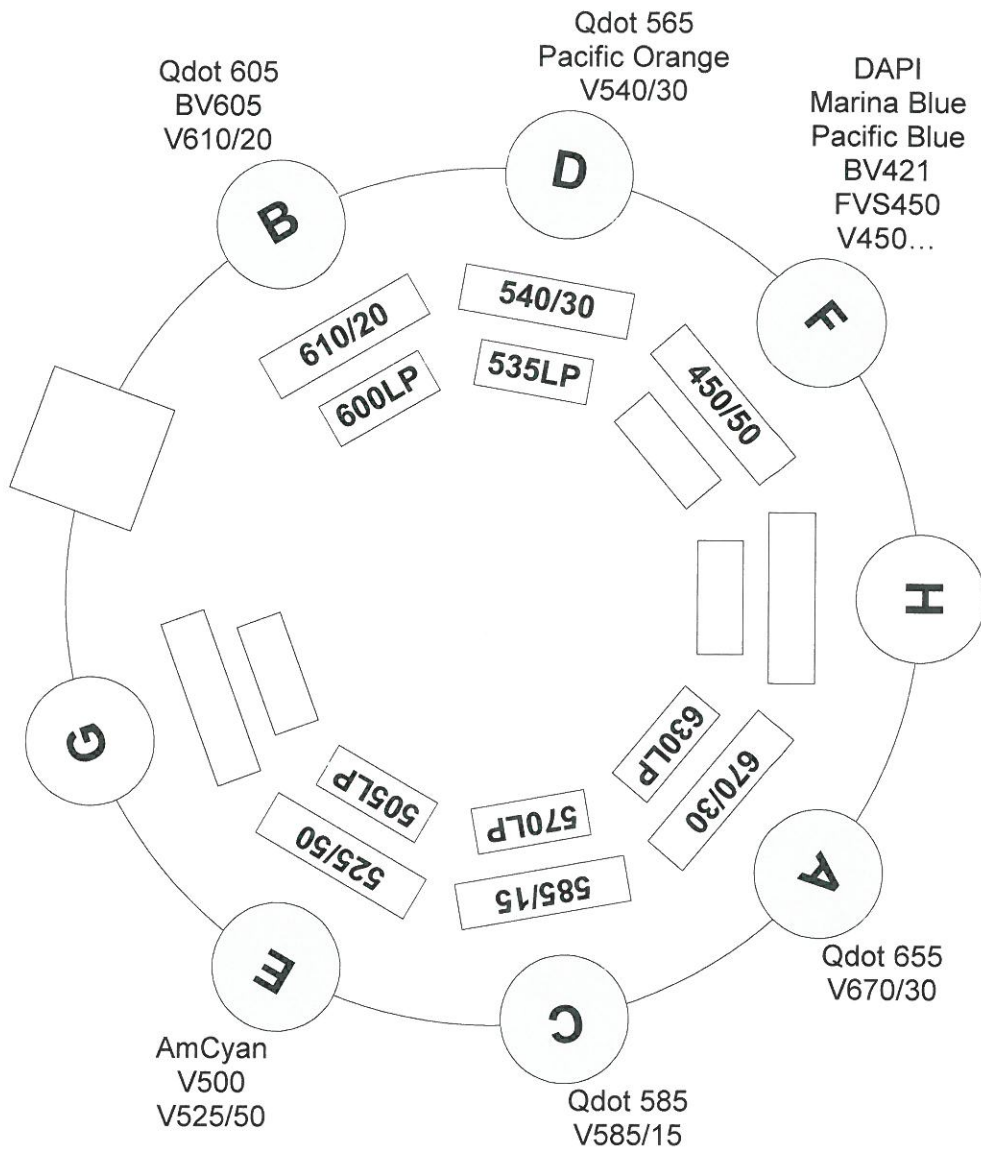 Qdot 565
Pacific Orange
V540/30
Qdot 605
BV605
V610/20
DAPI
Marina Blue
Pacific Blue
BV421
FVS450
V450...
B
D
F
610/20
600LP
540/30
535LP
450/50
H
G
505LP
525/50
570LP
585/15
630LP
670/30
A
E
C
Qdot 655
V670/30
AmCyan
V500
V525/50
Qdot 585
V585/15